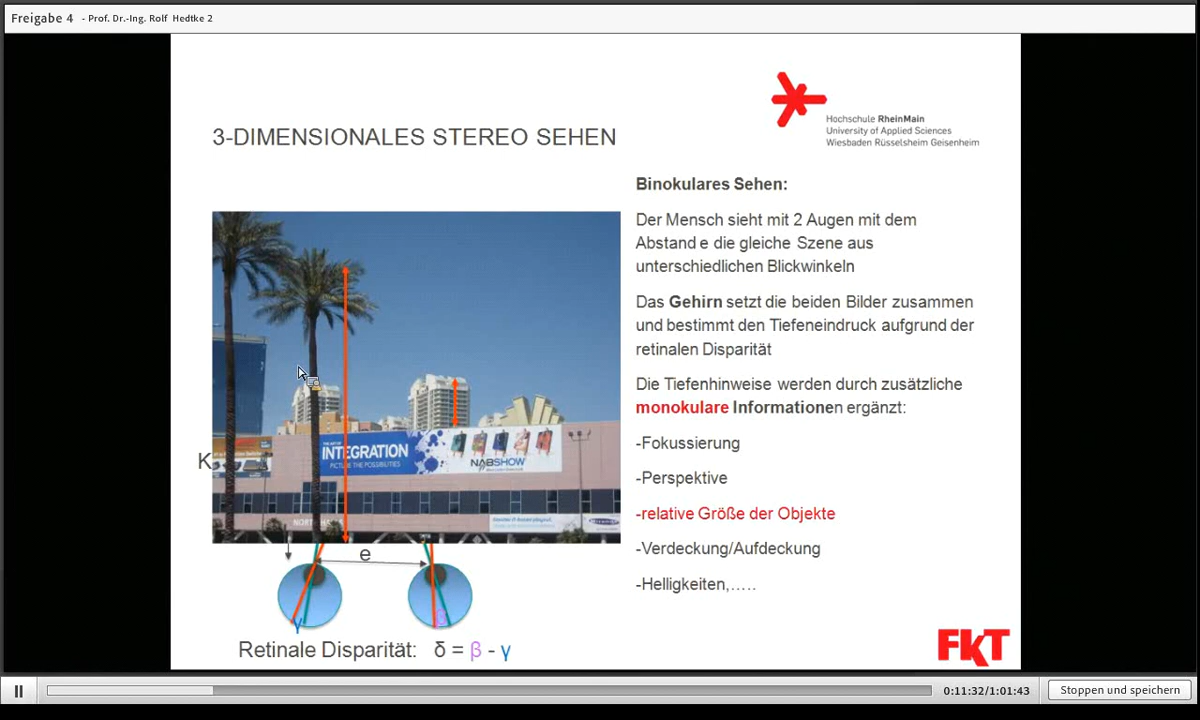 Freigabe 4 - Prof. Dr.-Ing. Rolf Hedtke 2
Hochschule RheinMain
University of Applied Sciences
Wiesbaden Rüsselsheim Geisenheim
3-DIMENSIONALES STEREO SEHEN
Binokulares Sehen:
Der Mensch sieht mit 2 Augen mit dem
Abstand e die gleiche Szene aus
unterschiedlichen Blickwinkeln
Das Gehirn setzt die beiden Bilder zusammen
und bestimmt den Tiefeneindruck aufgrund der
retinalen Disparität
Die Tiefenhinweise werden durch zusätzliche
monokulare Informationen ergänzt:
-Fokussierung
-Perspektive
-relative Größe der Objekte
-Verdeckung/Aufdeckung
-Helligkeiten,.....
INTEGRATION
PICTURE THE POSSIBILITIES
NABSHOW
K
NORTH
e
γ
β
Retinale Disparität: δ = β - γ
FKT
0:11:32/1:01:43
Stoppen und speichern